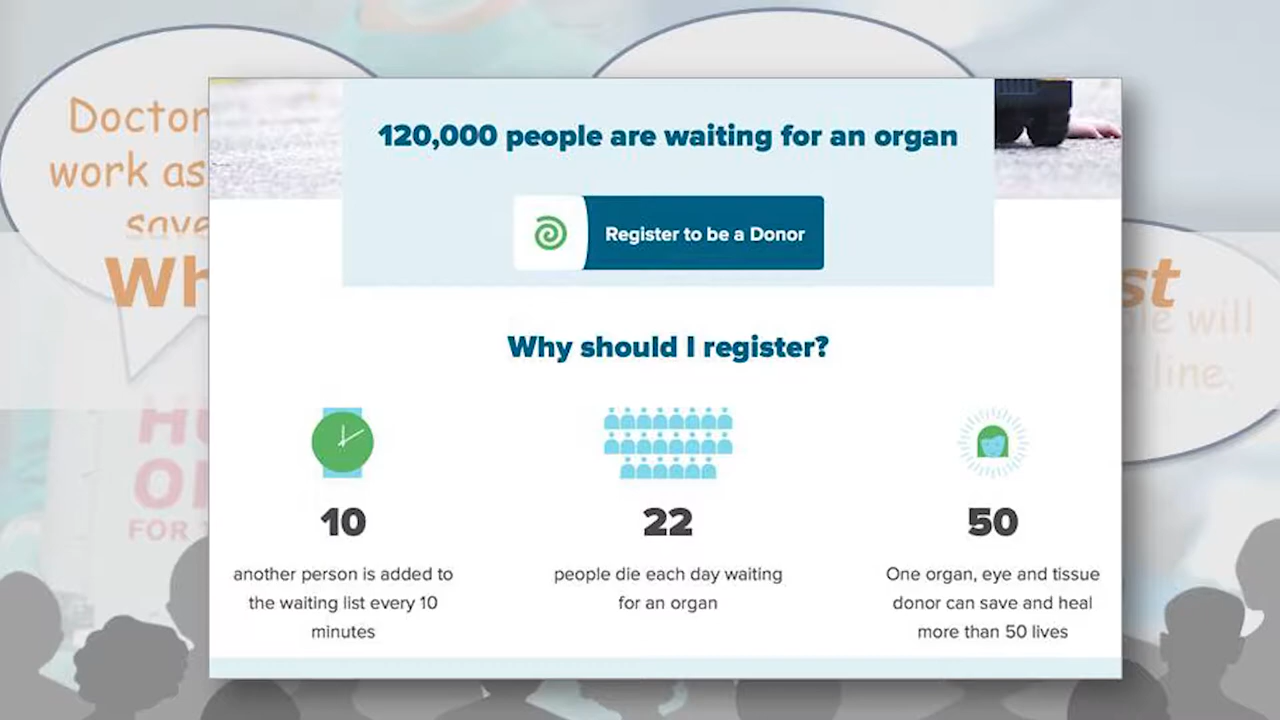 Doctor
work as
save
Wh
st
le will
line.
HU
FOR
120,000 people are waiting for an organ
Register to be a Donor
Why should I register?
10
another person is added to
the waiting list every 10
minutes
22
people die each day waiting
for an organ
50
One organ, eye and tissue
donor can save and heal
more than 50 lives